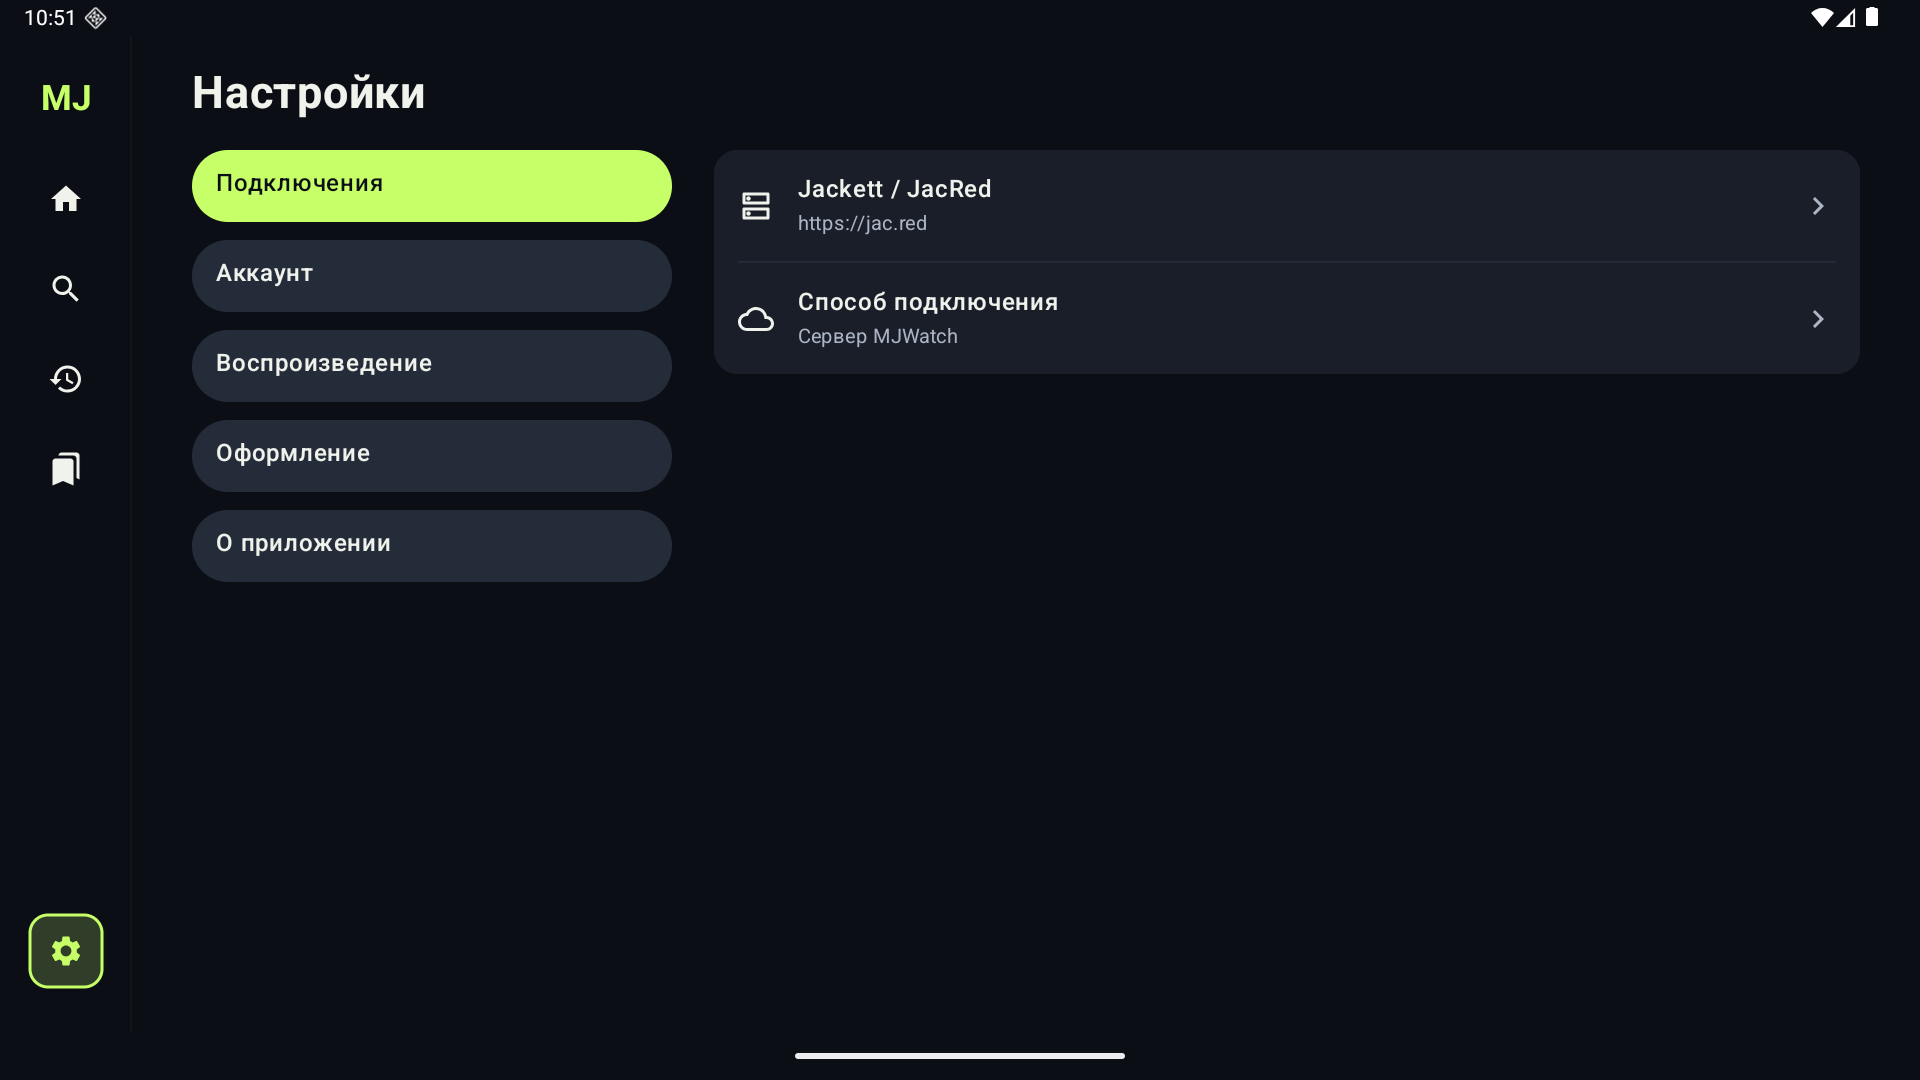 10:51
MJ
Настройки
Подключения
Аккаунт
Воспроизведение
Оформление
О приложении
Jackett / JacRed
https://jac.red
Способ подключения
Сервер MJWatch